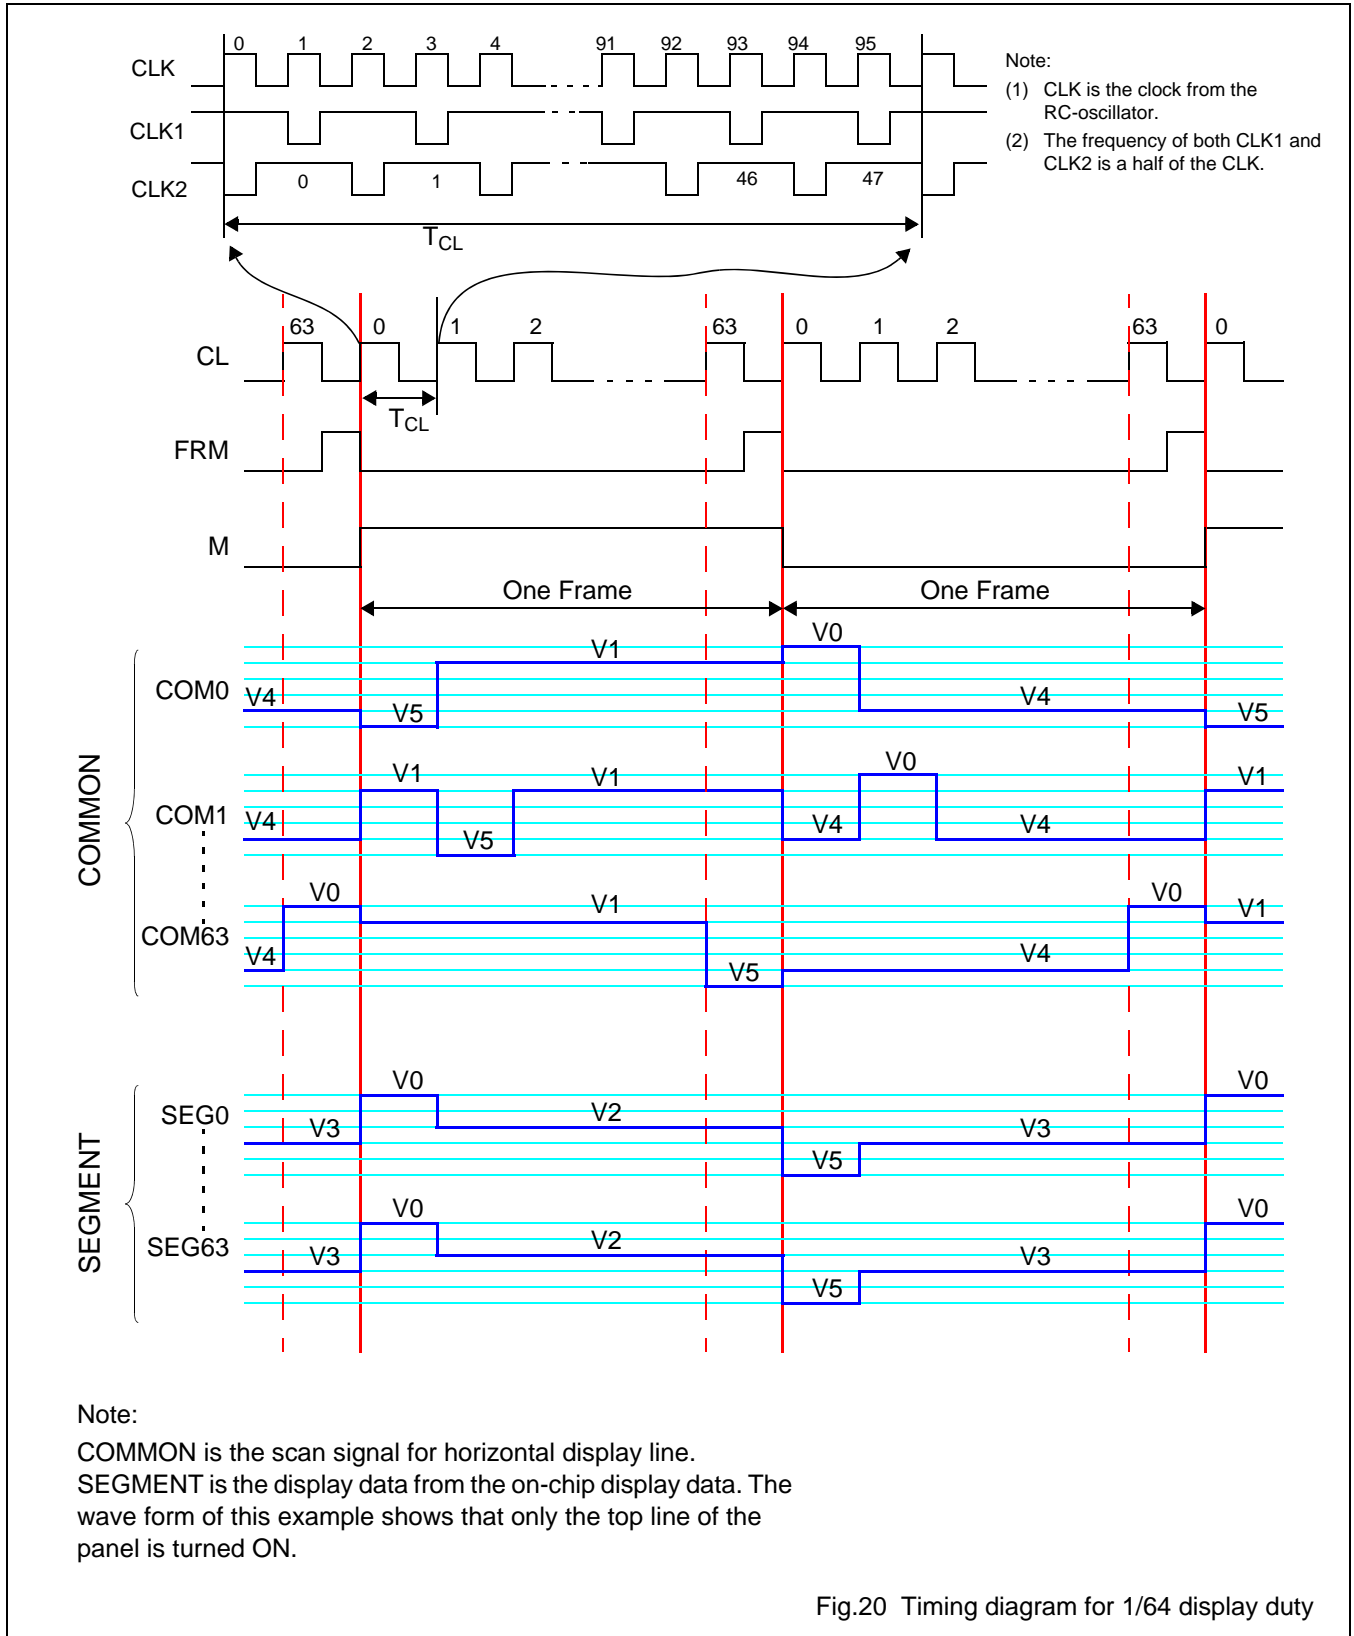 0 1 2 3 4 91 92 93 94 95
CLK
CLK1
CLK2
0 1 46 47
TCL
Note:
(1) CLK is the clock from the
RC-oscillator.
(2) The frequency of both CLK1 and
CLK2 is a half of the CLK.
63 0 1 2 63 0 1 2 63 0
CL
TCL
FRM
M
One Frame One Frame
COMMON
COM0
V4 V5 V1 V0 V4 V5
COM1
V4 V1 V5 V1 V4 V0 V4 V1
COM63
V4 V0 V1 V5 V4 V0 V1
SEGMENT
SEG0
V3 V0 V2 V5 V3 V0
SEG63
V3 V0 V2 V5 V3 V0
Note:
COMMON is the scan signal for horizontal display line.
SEGMENT is the display data from the on-chip display data. The
wave form of this example shows that only the top line of the
panel is turned ON.
Fig.20 Timing diagram for 1/64 display duty